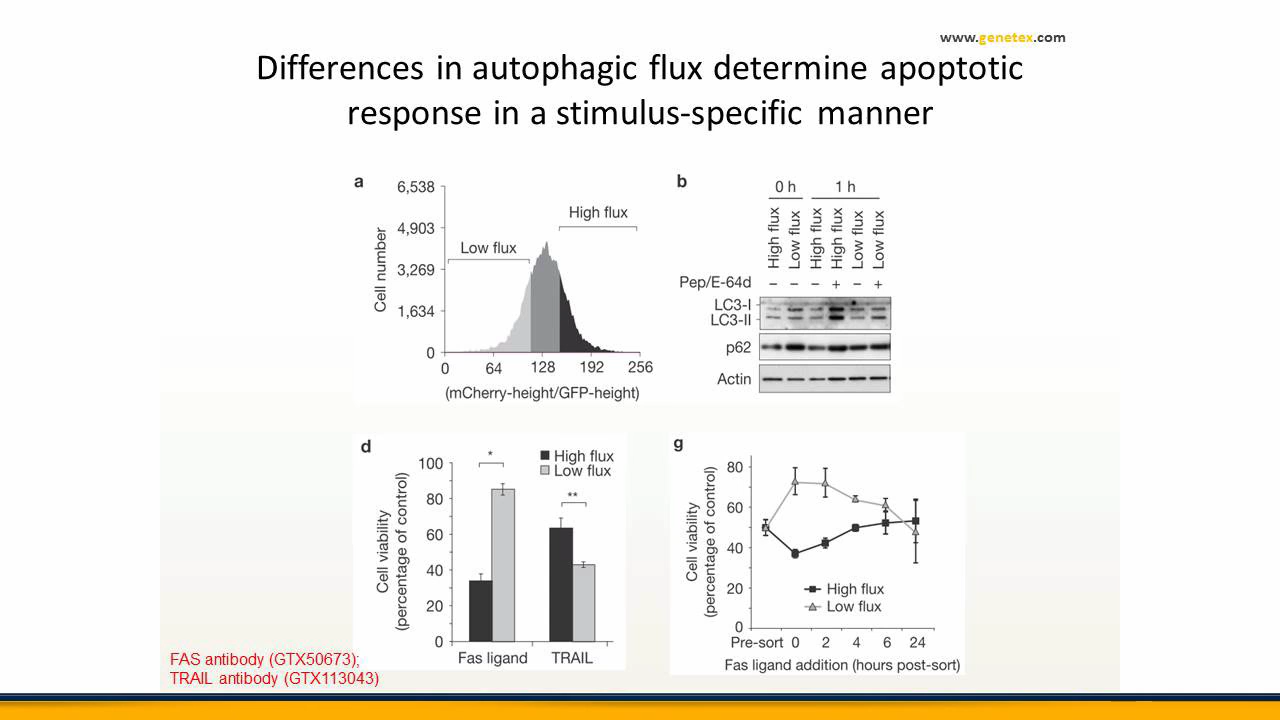 www.genetex.com
Differences in autophagic flux determine apoptotic
response in a stimulus-specific manner
a
6,538
4,903
3,269
1,634
0
Cell number
Low flux
High flux
0 64 128 192 256
(mCherry-height/GFP-height)
b
0 h 1 h
High flux Low flux High flux High flux Low flux Low flux
Pep/E-64d – – – + – +
LC3-I
LC3-II
p62
Actin
d
High flux
Low flux
* **
100
80
60
40
20
0
Cell viability
(percentage of control)
Fas ligand TRAIL
g
80
60
40
20
0
Cell viability
(percentage of control)
High flux
Low flux
Pre-sort 0 2 4 6 24
Fas ligand addition (hours post-sort)
FAS antibody (GTX50673);
TRAIL antibody (GTX113043)